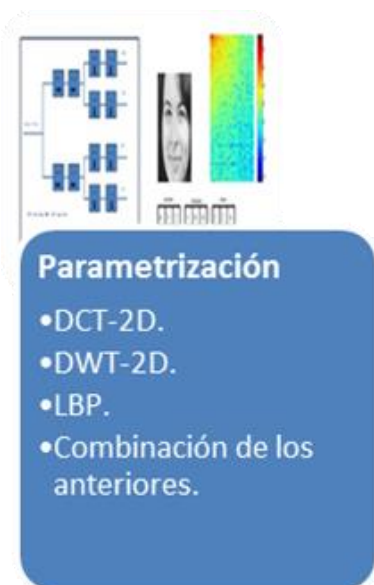 Parametrización
•DCT-2D.
•DWT-2D.
•LBP.
•Combinación de los
anteriores.